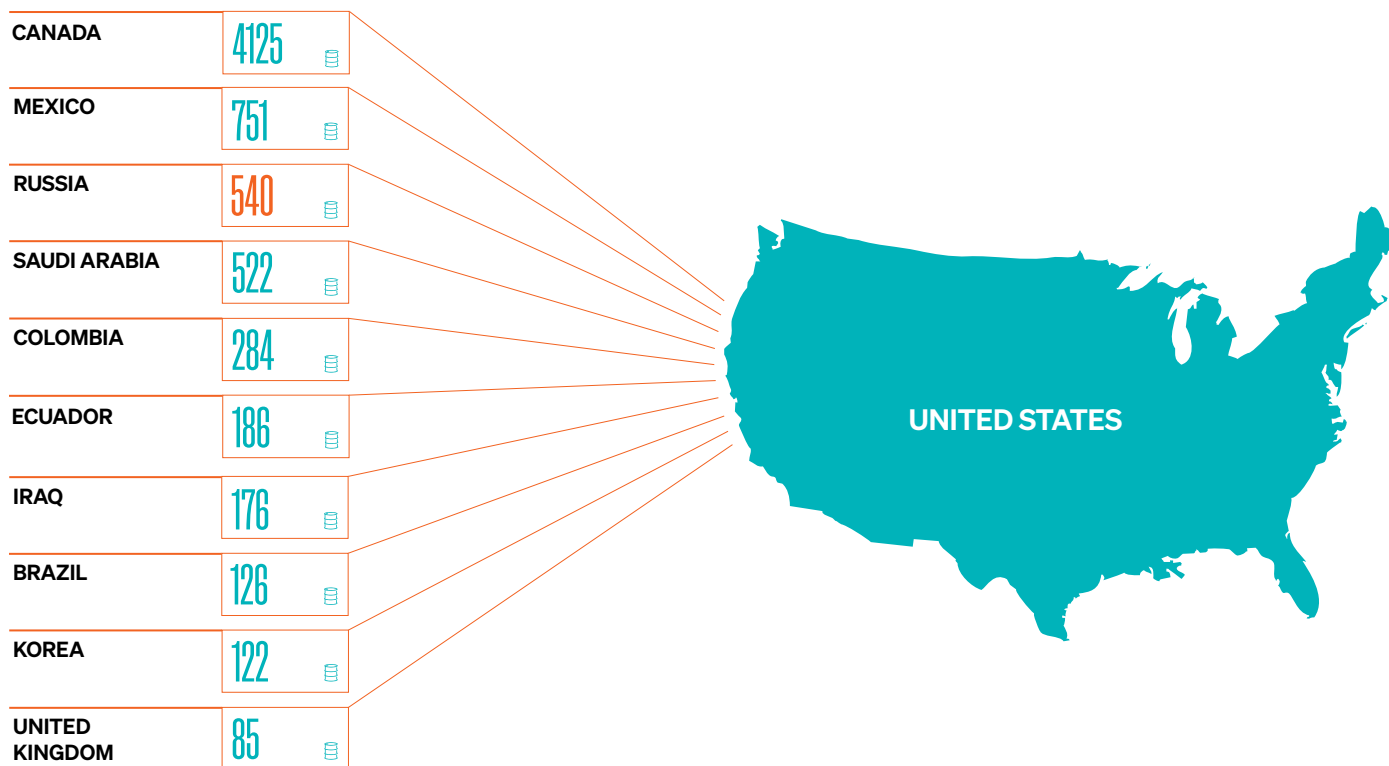 CANADA 4125
MEXICO 751
RUSSIA 540
SAUDI ARABIA 522
COLOMBIA 284
ECUADOR 186
IRAQ 176
BRAZIL 126
KOREA 122
UNITED
KINGDOM 85
UNITED STATES